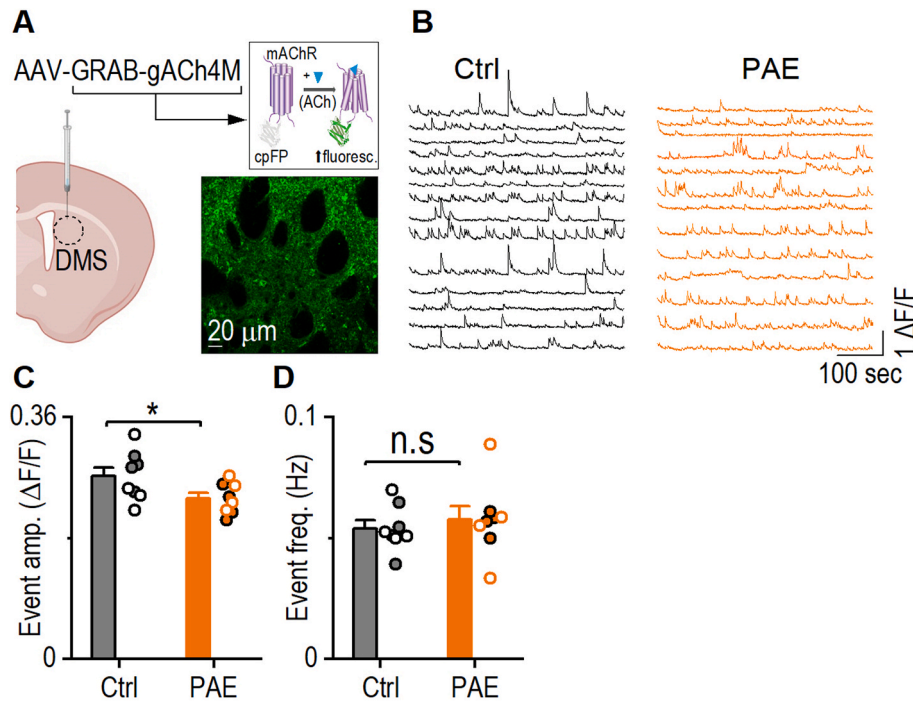 A
AAV-GRAB-gACh4M
mAChR
+
(ACh)
cpFP
⬆fluoresc.
DMS
20 μm
B
Ctrl
PAE
1 ΔF/F
100 sec
C
0.36
*
Event amp. (ΔF/F)
0
Ctrl
PAE
D
0.1
n.s
Event freq. (Hz)
0
Ctrl
PAE